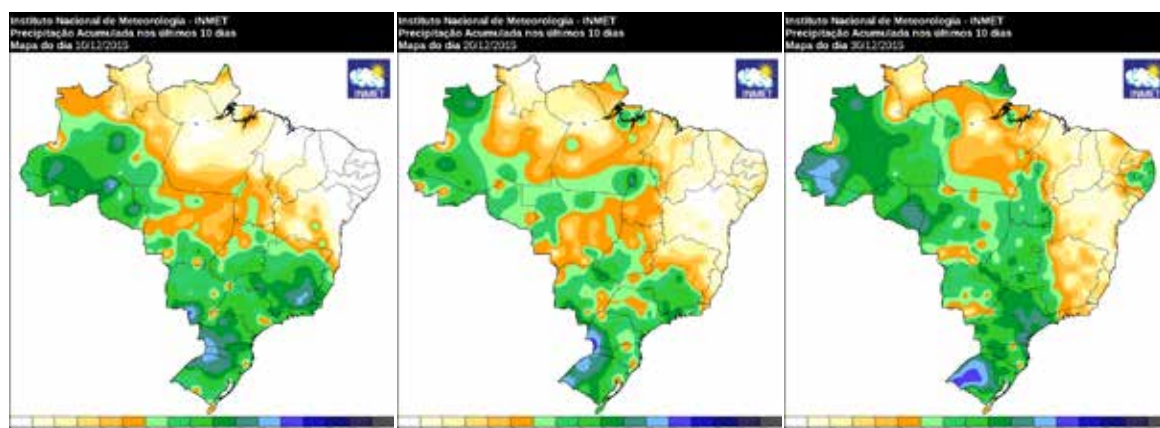 Instituto Nacional de Meteorologia - INMET
Precipitação Acumulada nos últimos 10 dias
Mapa do dia 10/12/2015
INMET
Instituto Nacional de Meteorologia - INMET
Precipitação Acumulada nos últimos 10 dias
Mapa do dia 20/12/2015
INMET
Instituto Nacional de Meteorologia - INMET
Precipitação Acumulada nos últimos 10 dias
Mapa do dia 30/12/2015
INMET